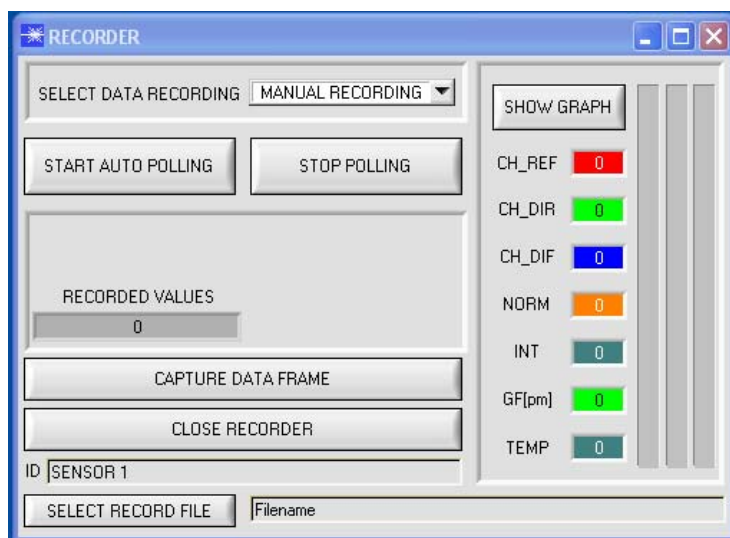 RECORDER
SELECT DATA RECORDING MANUAL RECORDING
START AUTO POLLING STOP POLLING
RECORDED VALUES
0
CAPTURE DATA FRAME
CLOSE RECORDER
ID SENSOR 1
SELECT RECORD FILE Filename
SHOW GRAPH
CH_REF 0
CH_DIR 0
CH_DIF 0
NORM 0
INT 0
GF[pm] 0
TEMP 0